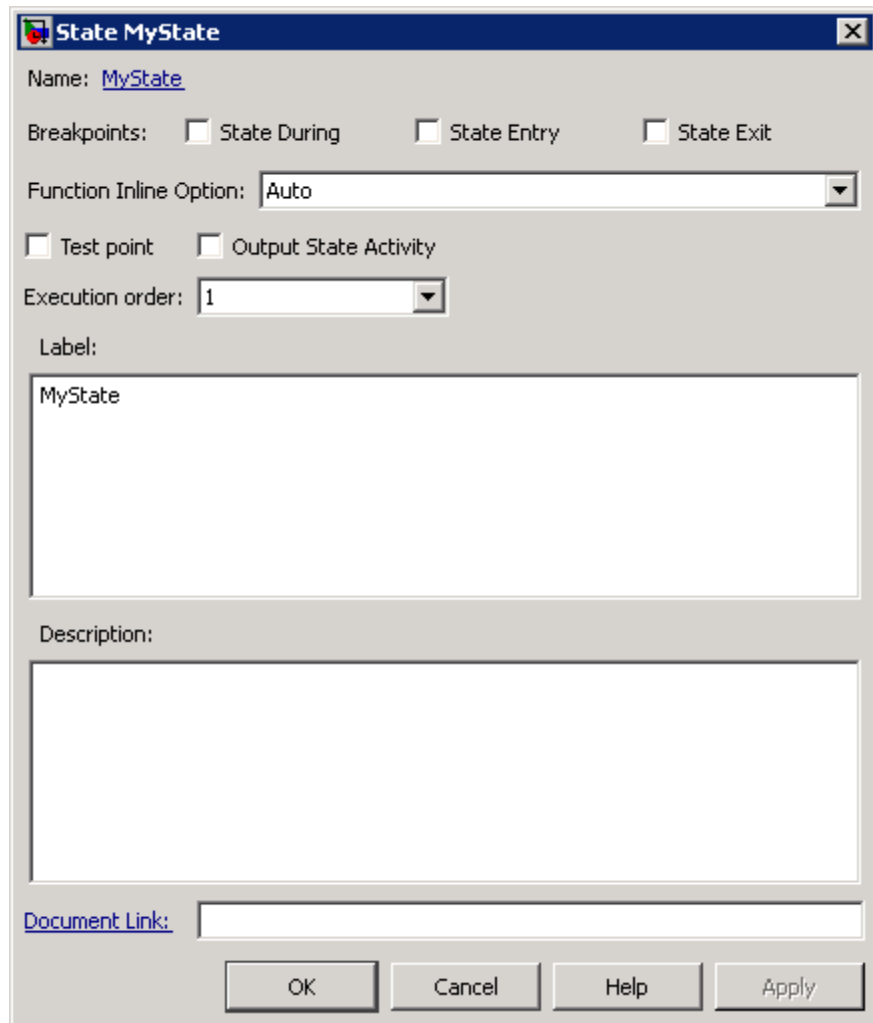 State MyState
Name: MyState
Breakpoints: State During State Entry State Exit
Function Inline Option: Auto
Test point Output State Activity
Execution order: 1
Label:
MyState
Description:
Document Link:
OK Cancel Help Apply